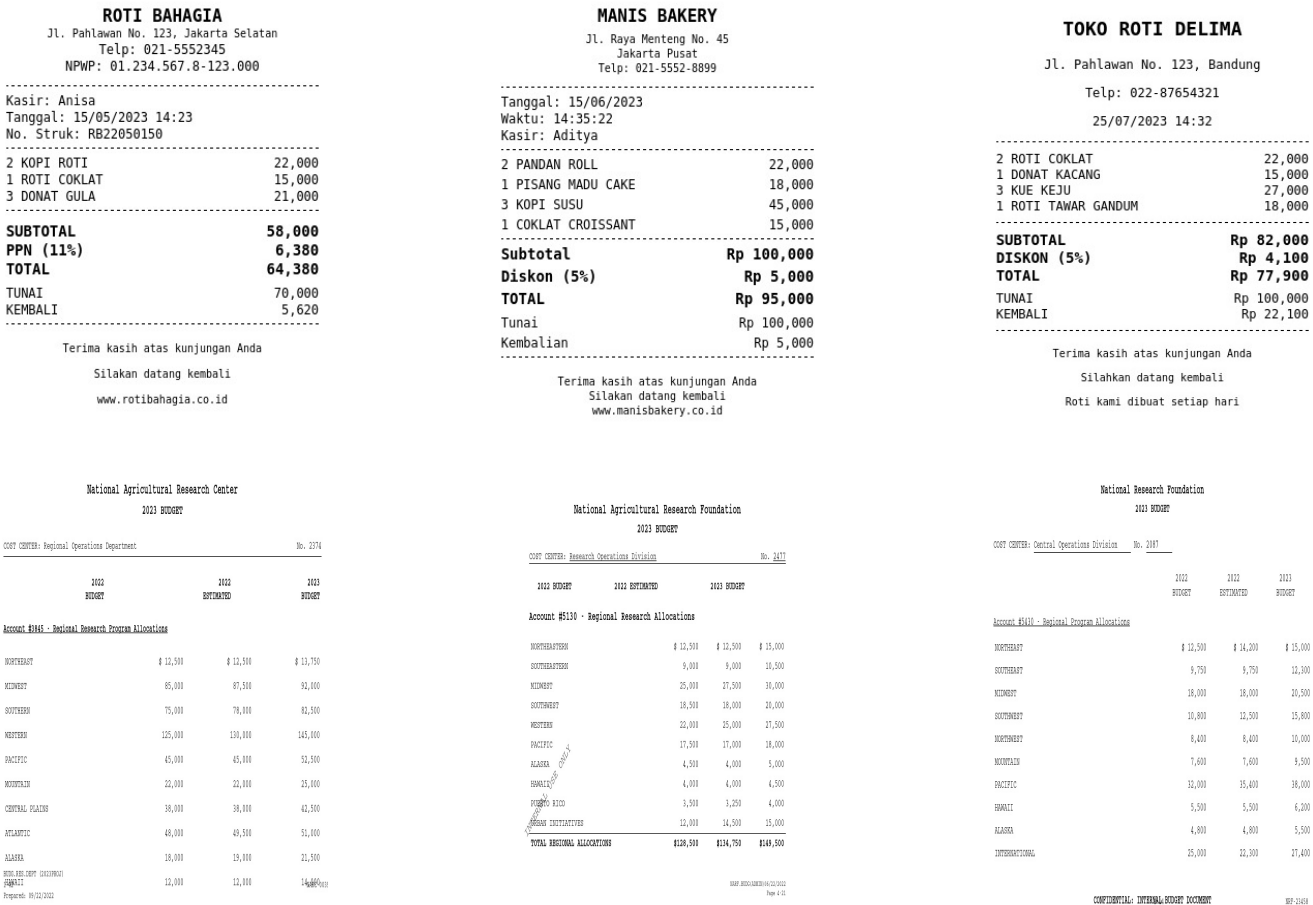 ROTI BAHAGIA
Jl. Pahlawan No. 123, Jakarta Selatan
Telp: 021-5552345
NPWP: 01.234.567.8-123.000
Kasir: Anisa
Tanggal: 15/05/2023 14:23
No. Struk: RB22050150
2 KOPI ROTI 22,000
1 ROTI COKLAT 15,000
3 DONAT GULA 21,000
SUBTOTAL 58,000
PPN (11%) 6,380
TOTAL 64,380
TUNAI 70,000
KEMBALI 5,620
Terima kasih atas kunjungan Anda
Silakan datang kembali
www.rotibahagia.co.id
MANIS BAKERY
Jl. Raya Menteng No. 45
Jakarta Pusat
Telp: 021-5552-8899
Tanggal: 15/06/2023
Waktu: 14:35:22
Kasir: Aditya
2 PANDAN ROLL 22,000
1 PISANG MADU CAKE 18,000
3 KOPI SUSU 45,000
1 COKLAT CROISSANT 15,000
Subtotal Rp 100,000
Diskon (5%) Rp 5,000
TOTAL Rp 95,000
Tunai Rp 100,000
Kembalian Rp 5,000
Terima kasih atas kunjungan Anda
Silakan datang kembali
www.manisbakery.co.id
TOKO ROTI DELIMA
Jl. Pahlawan No. 123, Bandung
Telp: 022-87654321
25/07/2023 14:32
2 ROTI COKLAT 22,000
1 DONAT KACANG 15,000
3 KUE KEJU 27,000
1 ROTI TAWAR GANDUM 18,000
SUBTOTAL Rp 82,000
DISKON (5%) Rp 4,100
TOTAL Rp 77,900
TUNAI Rp 100,000
KEMBALI Rp 22,100
Terima kasih atas kunjungan Anda
Silahkan datang kembali
Roti kami dibuat setiap hari
National Agricultural Research Center
2023 BUDGET
COST CENTER: Regional Operations Department No. 2374
2022 2022 2023
BUDGET ESTIMATED BUDGET
Account #3845 · Regional Research Program Allocations
NORTHEAST $ 12,500 $ 12,500 $ 13,750
MIDWEST 85,000 87,500 92,000
SOUTHERN 75,000 78,000 82,500
WESTERN 125,000 130,000 145,000
PACIFIC 45,000 45,000 52,500
MOUNTAIN 22,000 22,000 25,000
CENTRAL PLAINS 38,000 38,000 42,500
ATLANTIC 48,000 49,500 51,000
ALASKA 18,000 19,000 21,500
BUDG.RES.DEPT (2023PROJ)
HAWAII 12,000 12,000
Prepared: 09/22/2022
National Agricultural Research Foundation
2023 BUDGET
COST CENTER: Research Operations Division No. 2477
2022 BUDGET 2022 ESTIMATED 2023 BUDGET
Account #5130 · Regional Research Allocations
NORTHEASTERN $ 12,500 $ 12,500 $ 15,000
SOUTHEASTERN 9,000 9,000 10,500
MIDWEST 25,000 27,500 30,000
SOUTHWEST 18,500 18,000 20,000
WESTERN 22,000 25,000 27,500
PACIFIC 17,500 17,000 18,000
ALASKA 4,500 4,000 5,000
HAWAII 4,000 4,000 4,500
PUERTO RICO 3,500 3,250 4,000
URBAN INITIATIVES 12,000 14,500 15,000
INTERNAL USE ONLY
TOTAL REGIONAL ALLOCATIONS $128,500 $134,750 $149,500
Page 4-21
National Research Foundation
2023 BUDGET
COST CENTER: Central Operations Division No. 2087
2022 2022 2023
BUDGET ESTIMATED BUDGET
Account #5430 · Regional Program Allocations
NORTHEAST $ 12,500 $ 14,200 $ 15,000
SOUTHEAST 9,750 9,750 12,300
MIDWEST 18,000 18,000 20,500
SOUTHWEST 10,800 12,500 15,800
NORTHWEST 8,400 8,400 10,000
MOUNTAIN 7,600 7,600 9,500
PACIFIC 32,000 35,400 38,000
HAWAII 5,500 5,500 6,200
ALASKA 4,800 4,800 5,500
INTERNATIONAL 25,000 22,300 27,400
CONFIDENTIAL: INTERNAL BUDGET DOCUMENT